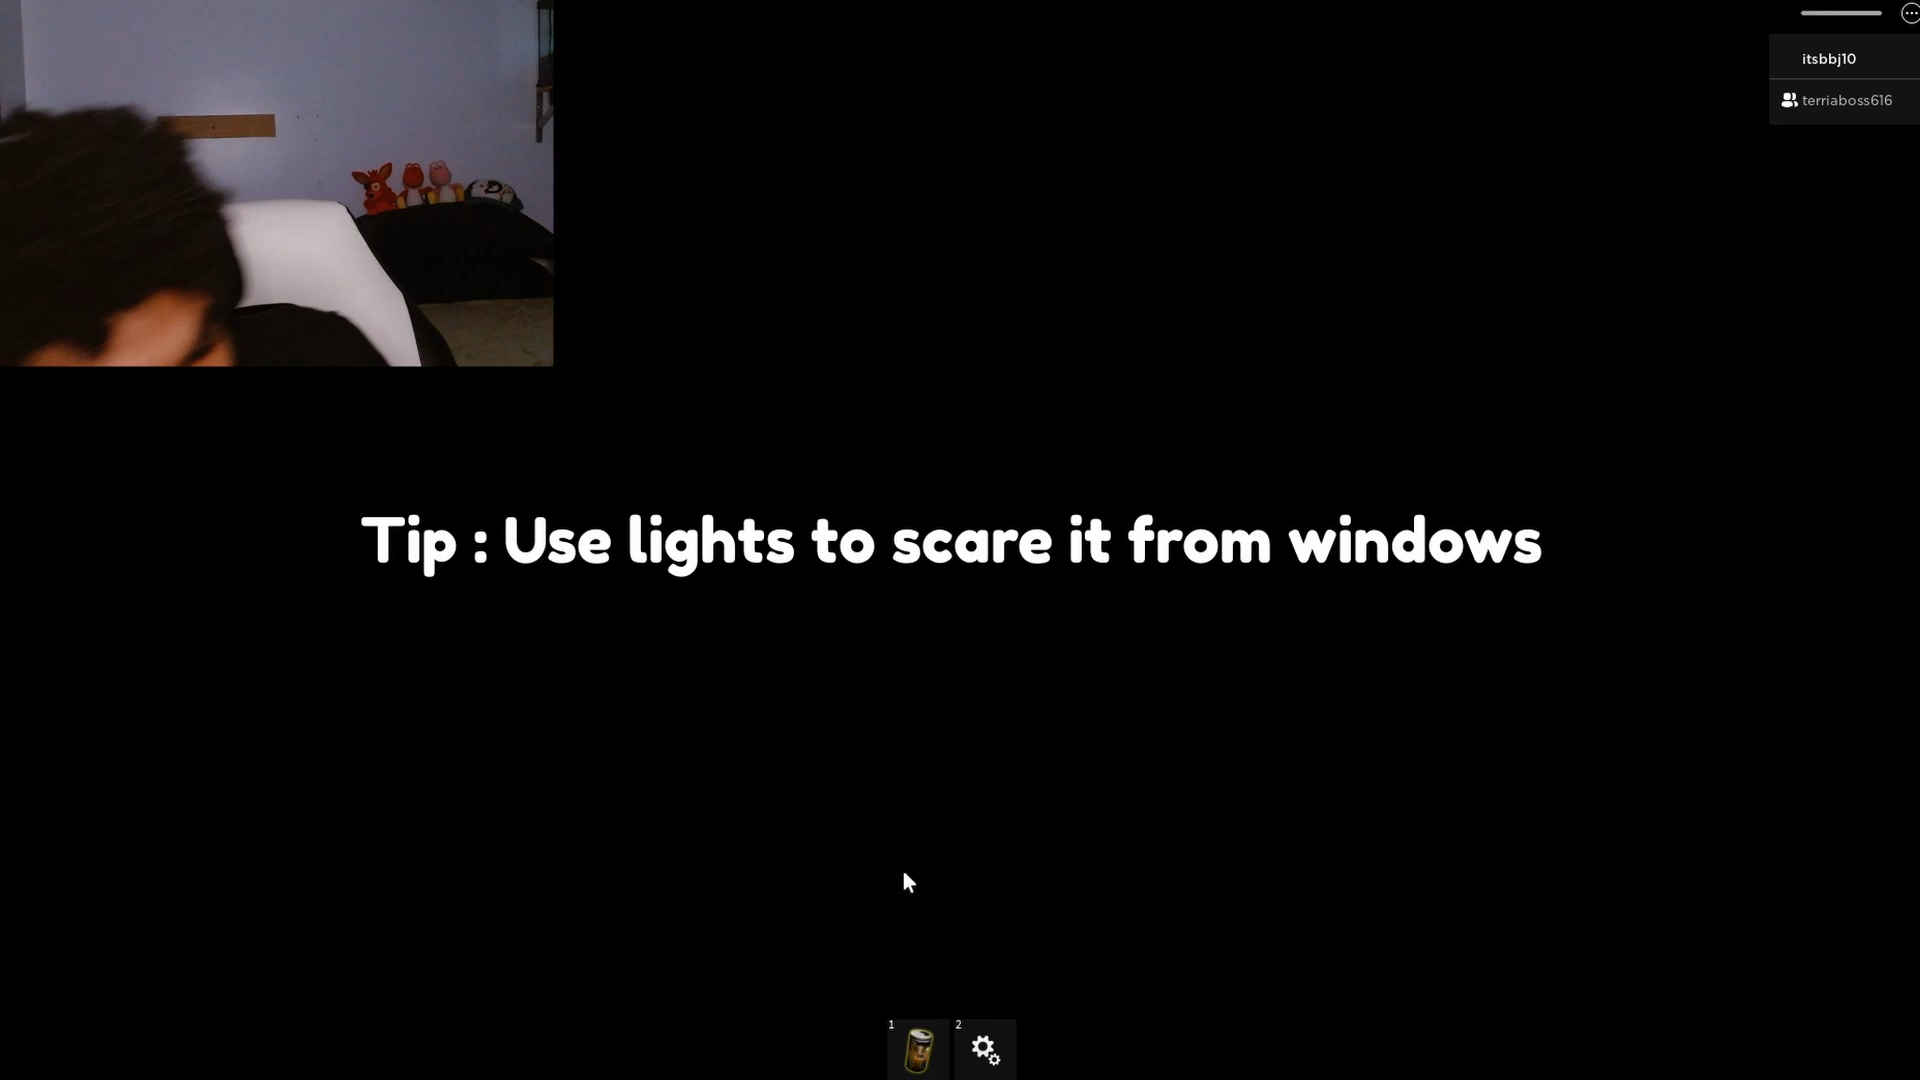 itsbbj10
terriaboss616
Tip : Use lights to scare it from windows
1
2